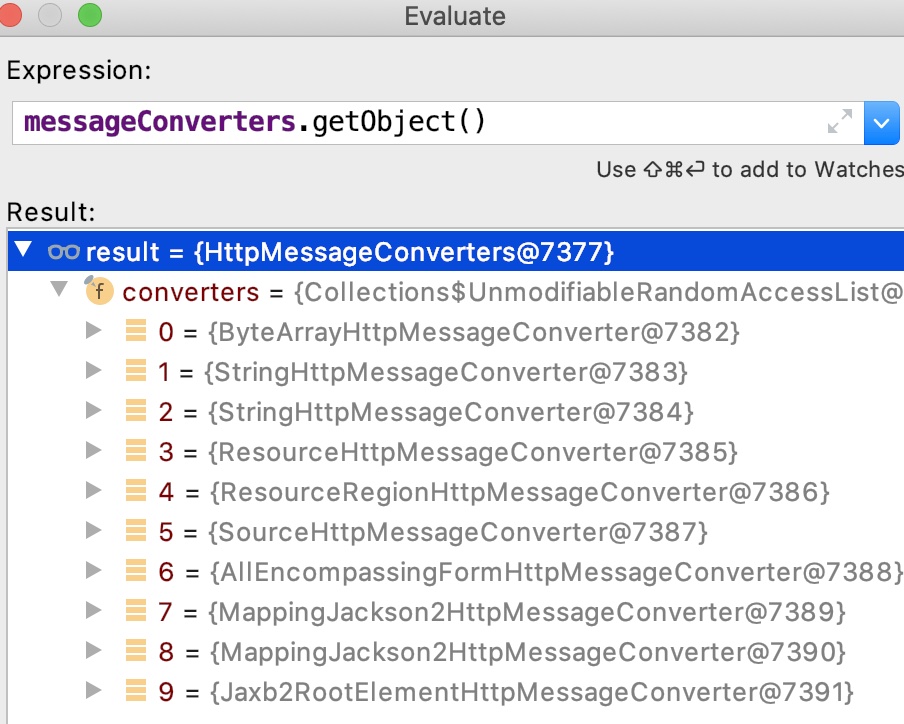 Evaluate
Expression:
messageConverters.getObject()
Use ⇧⌘↩ to add to Watches
Result:
result = {HttpMessageConverters@7377}
f converters = {Collections$UnmodifiableRandomAccessList@
0 = {ByteArrayHttpMessageConverter@7382}
1 = {StringHttpMessageConverter@7383}
2 = {StringHttpMessageConverter@7384}
3 = {ResourceHttpMessageConverter@7385}
4 = {ResourceRegionHttpMessageConverter@7386}
5 = {SourceHttpMessageConverter@7387}
6 = {AllEncompassingFormHttpMessageConverter@7388}
7 = {MappingJackson2HttpMessageConverter@7389}
8 = {MappingJackson2HttpMessageConverter@7390}
9 = {Jaxb2RootElementHttpMessageConverter@7391}